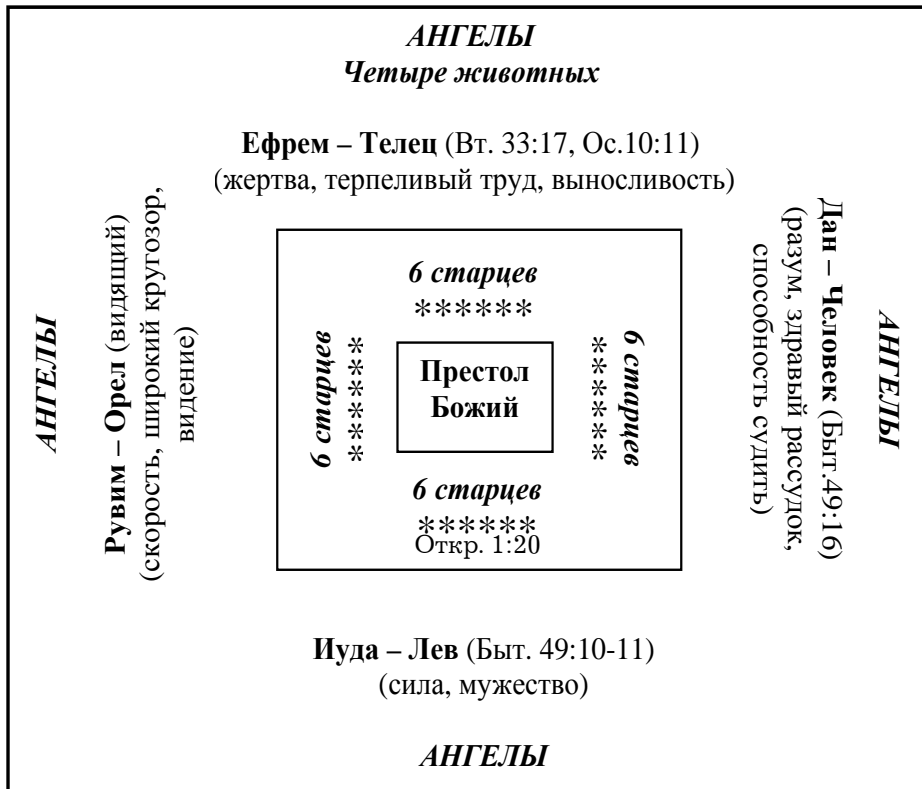 АНГЕЛЫ
Четыре животных
Ефрем – Телец (Вт. 33:17, Ос.10:11)
(жертва, терпеливый труд, выносливость)
АНГЕЛЫ
Рувим – Орел (видящий)
(скорость, широкий кругозор,
видение)
6 старцев
******
6 старцев
******
Престол
Божий
6 старцев
******
6 старцев
******
Откр. 1:20
Дан – Человек (Быт.49:16)
(разум, здравый рассудок,
способность судить)
АНГЕЛЫ
Иуда – Лев (Быт. 49:10-11)
(сила, мужество)
АНГЕЛЫ